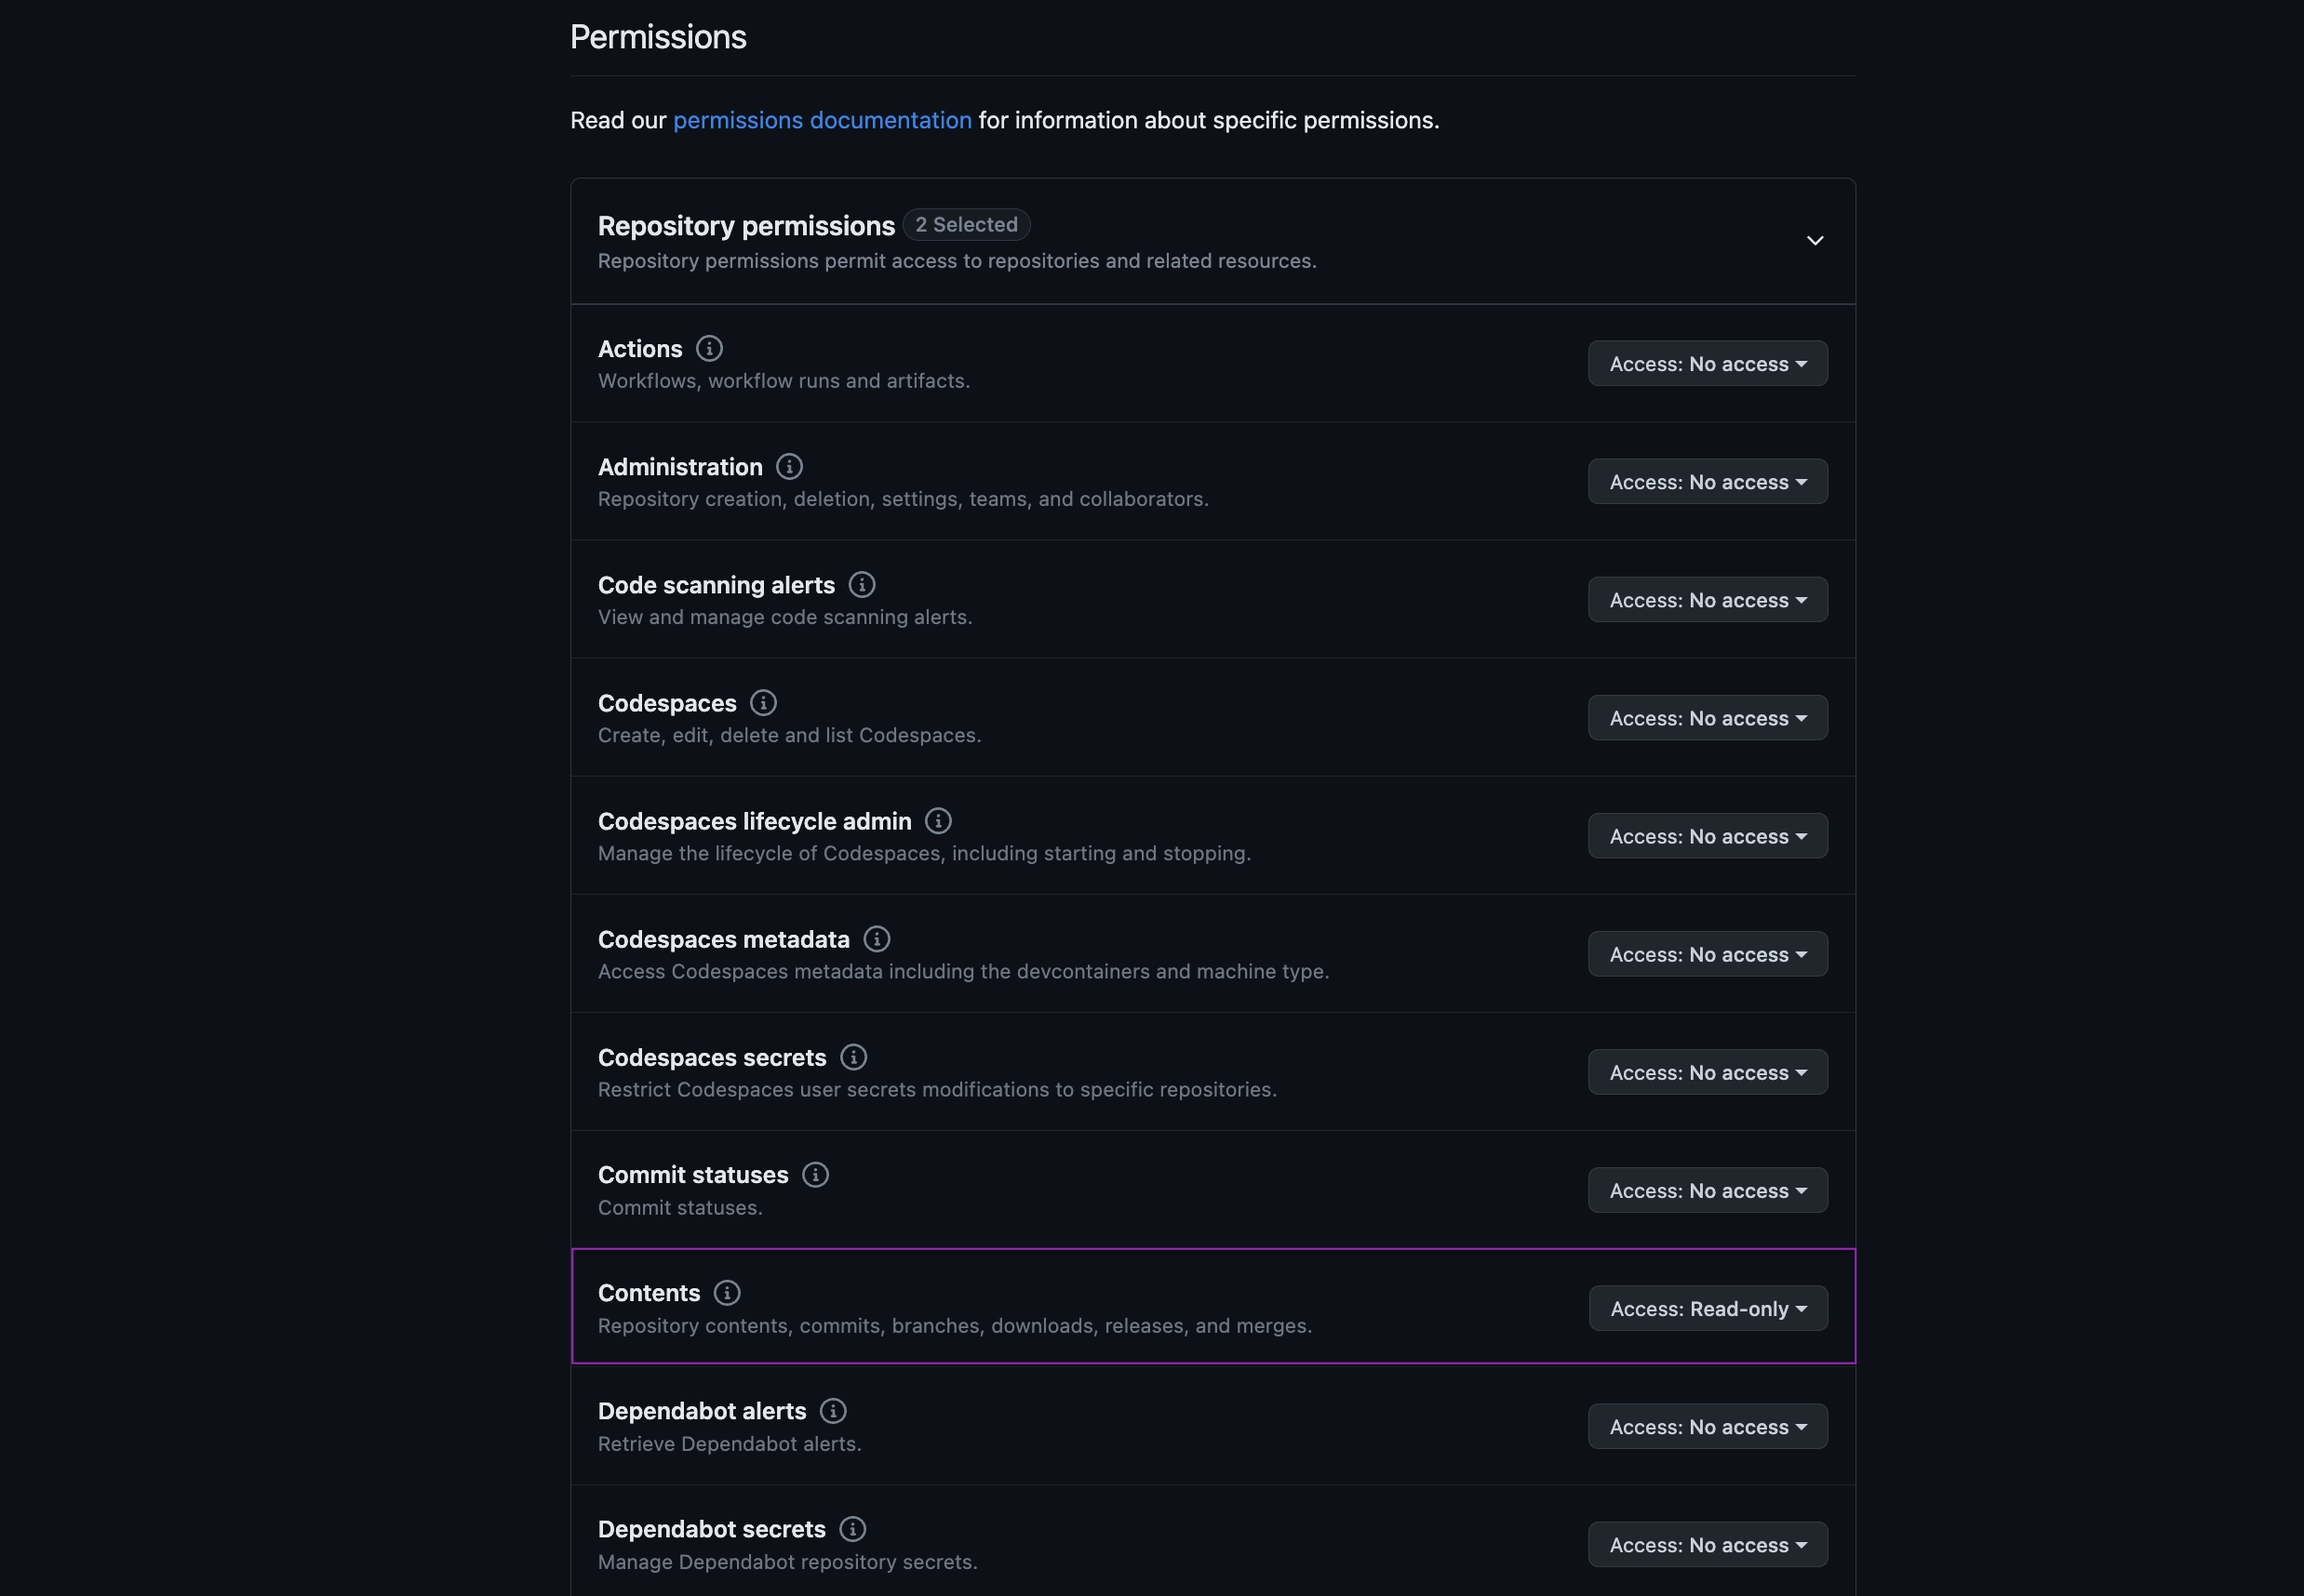 Permissions
Read our permissions documentation for information about specific permissions.
Repository permissions 2 Selected
Repository permissions permit access to repositories and related resources.
Actions
Workflows, workflow runs and artifacts.
Access: No access
Administration
Repository creation, deletion, settings, teams, and collaborators.
Access: No access
Code scanning alerts
View and manage code scanning alerts.
Access: No access
Codespaces
Create, edit, delete and list Codespaces.
Access: No access
Codespaces lifecycle admin
Manage the lifecycle of Codespaces, including starting and stopping.
Access: No access
Codespaces metadata
Access Codespaces metadata including the devcontainers and machine type.
Access: No access
Codespaces secrets
Restrict Codespaces user secrets modifications to specific repositories.
Access: No access
Commit statuses
Commit statuses.
Access: No access
Contents
Repository contents, commits, branches, downloads, releases, and merges.
Access: Read-only
Dependabot alerts
Retrieve Dependabot alerts.
Access: No access
Dependabot secrets
Manage Dependabot repository secrets.
Access: No access